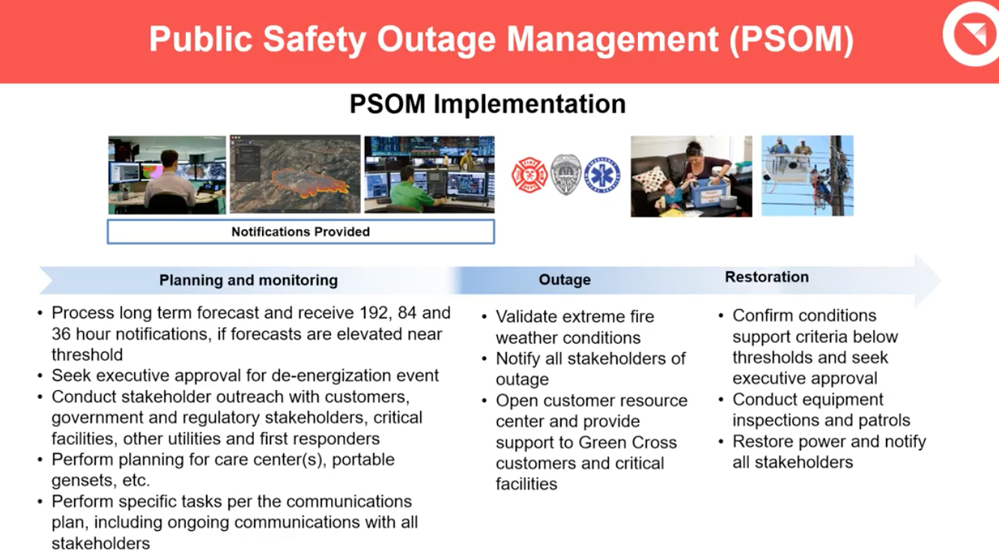 Public Safety Outage Management (PSOM)
PSOM Implementation
FIRE
DEPT
POLICE
EMERGENCY
MEDICAL SERVICES
Notifications Provided
Planning and monitoring
• Process long term forecast and receive 192, 84 and
36 hour notifications, if forecasts are elevated near
threshold
• Seek executive approval for de-energization event
• Conduct stakeholder outreach with customers,
government and regulatory stakeholders, critical
facilities, other utilities and first responders
• Perform planning for care center(s), portable
gensets, etc.
• Perform specific tasks per the communications
plan, including ongoing communications with all
stakeholders
Outage
• Validate extreme fire
weather conditions
• Notify all stakeholders of
outage
• Open customer resource
center and provide
support to Green Cross
customers and critical
facilities
Restoration
• Confirm conditions
support criteria below
thresholds and seek
executive approval
• Conduct equipment
inspections and patrols
• Restore power and notify
all stakeholders